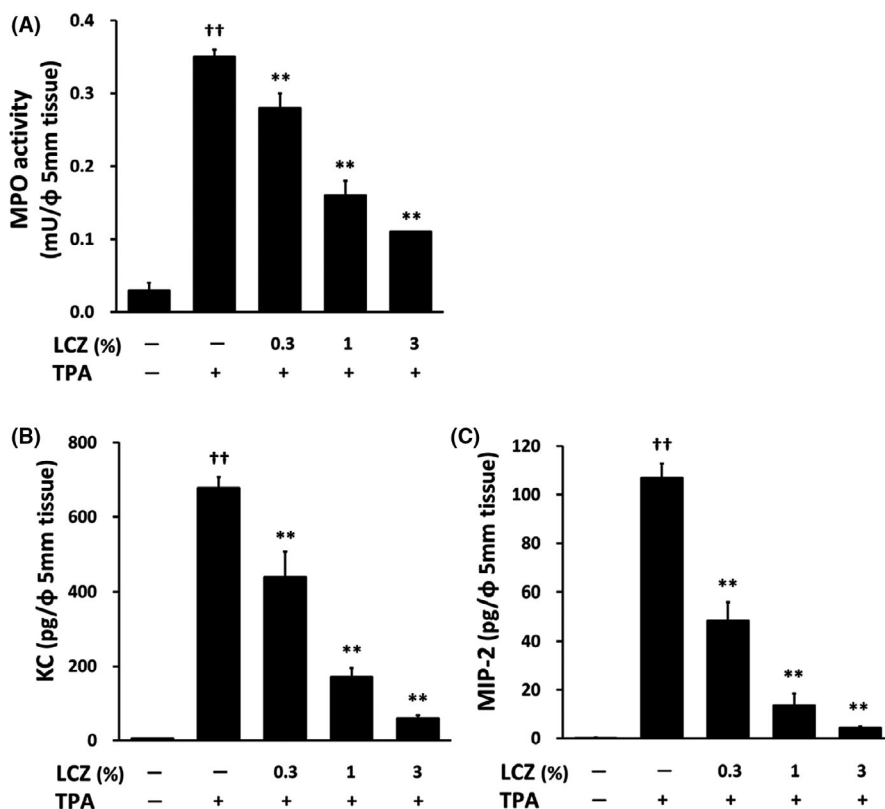 (A)
MPO activity
(mU/ϕ 5mm tissue)
0.4
0.3
0.2
0.1
0.0
††
**
**
**
LCZ (%) — — 0.3 1 3
TPA — + + + +
(B)
KC (pg/ϕ 5mm tissue)
800
600
400
200
0
††
**
**
**
LCZ (%) — — 0.3 1 3
TPA — + + + +
(C)
MIP-2 (pg/ϕ 5mm tissue)
120
100
80
60
40
20
0
††
**
**
**
LCZ (%) — — 0.3 1 3
TPA — + + + +